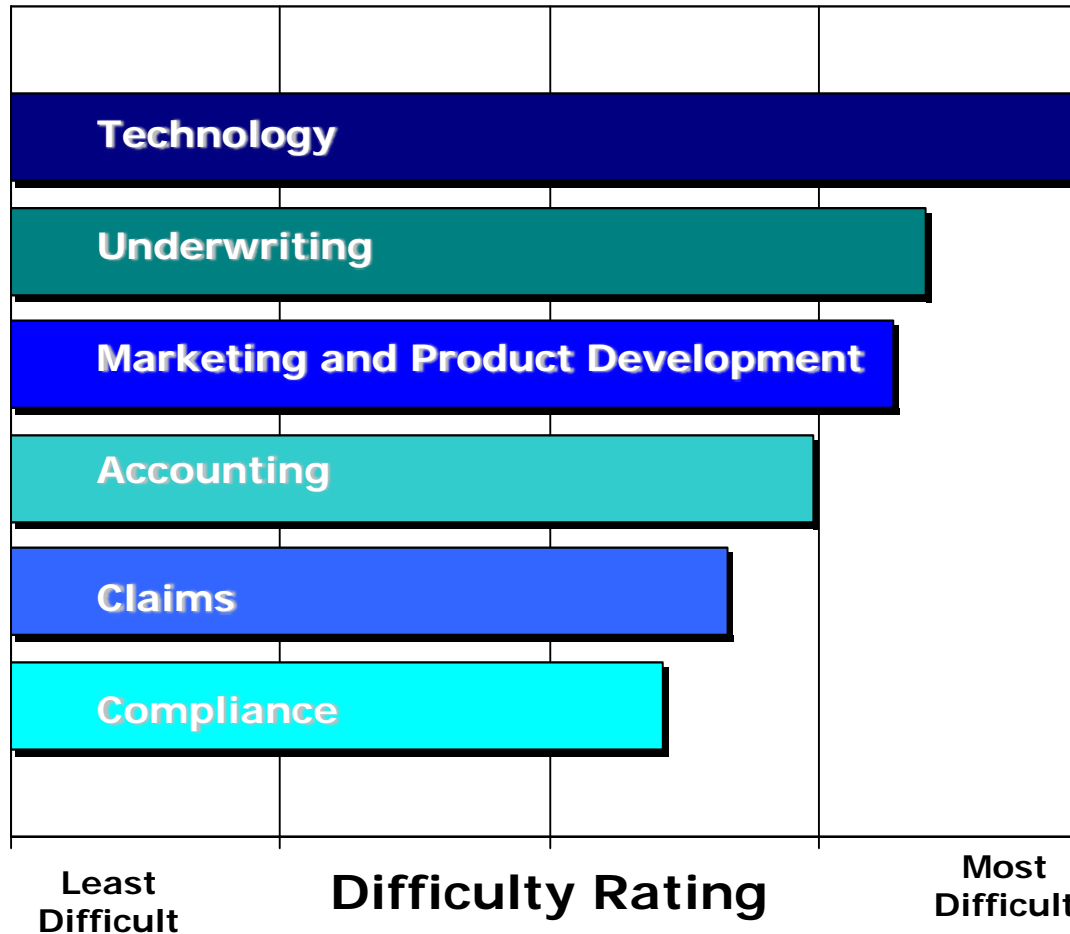 Technology
Underwriting
Marketing and Product Development
Accounting
Claims
Compliance
Least
Difficult
Difficulty Rating
Most
Difficult